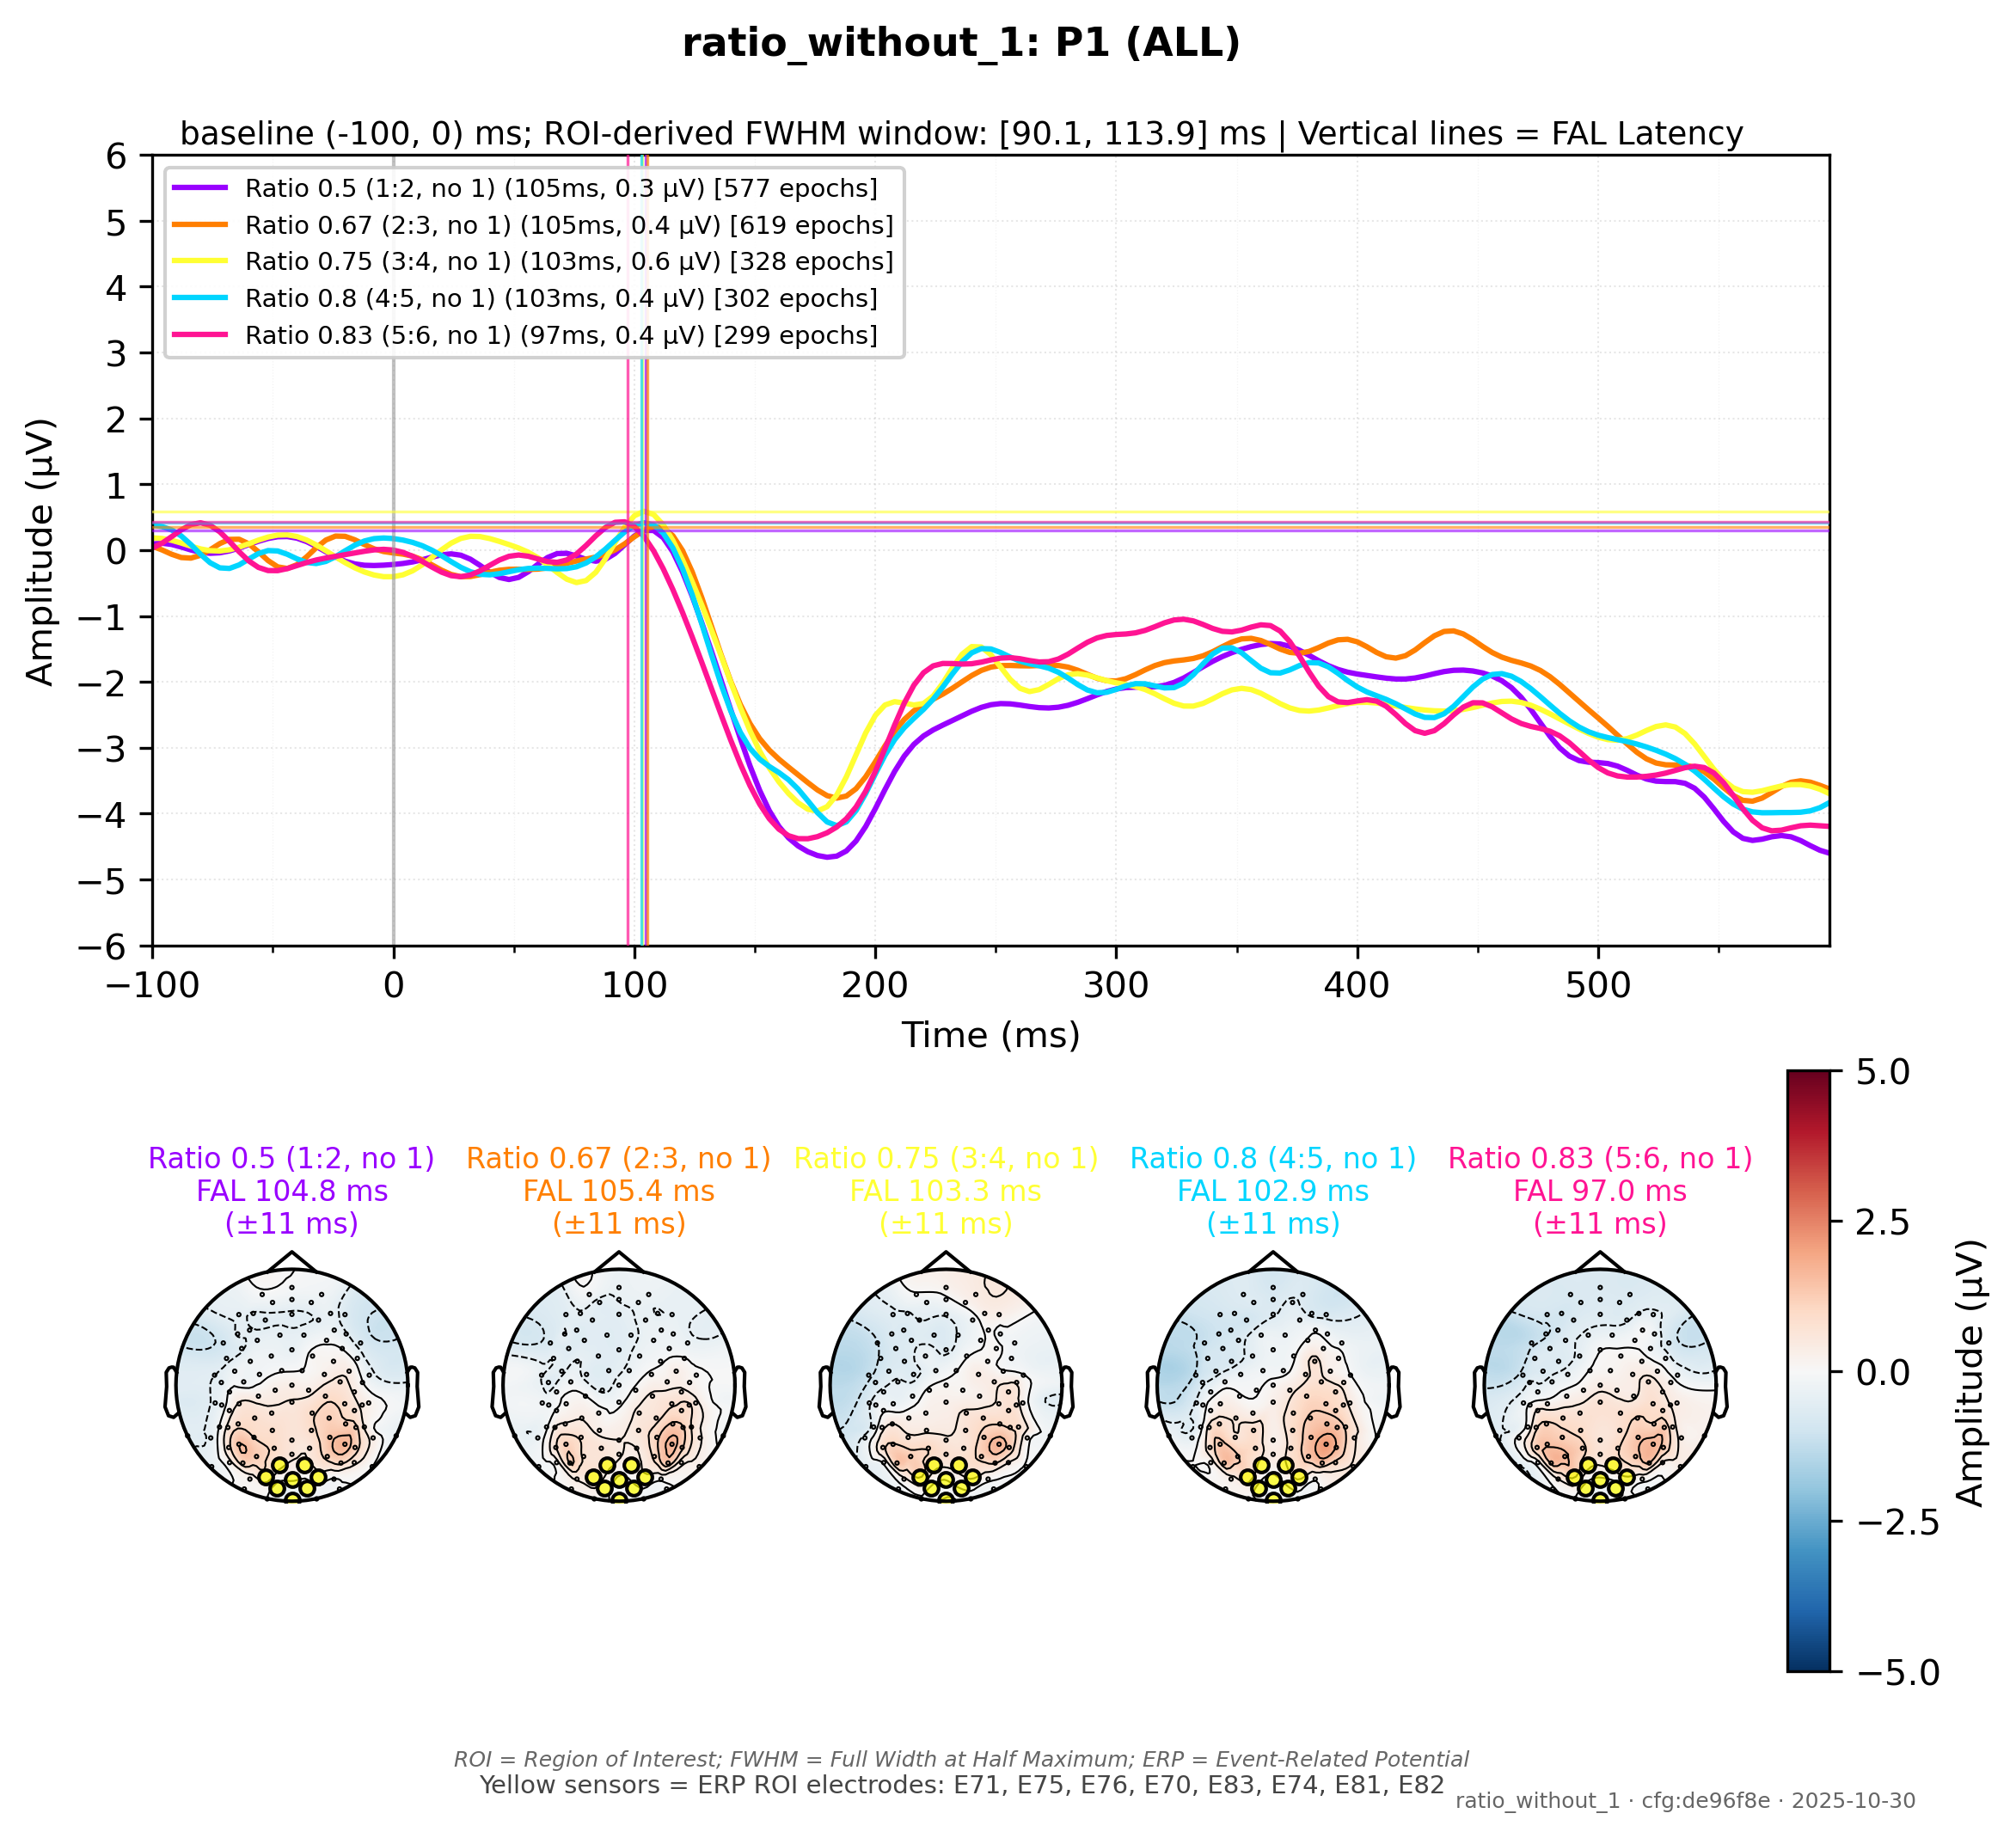 ratio_without_1: P1 (ALL)
baseline (-100, 0) ms; ROI-derived FWHM window: [90.1, 113.9] ms | Vertical lines = FAL Latency
6
5
4
3
2
1
0
−1
−2
−3
−4
−5
−6
Amplitude (µV)
Ratio 0.5 (1:2, no 1) (105ms, 0.3 µV) [577 epochs]
Ratio 0.67 (2:3, no 1) (105ms, 0.4 µV) [619 epochs]
Ratio 0.75 (3:4, no 1) (103ms, 0.6 µV) [328 epochs]
Ratio 0.8 (4:5, no 1) (103ms, 0.4 µV) [302 epochs]
Ratio 0.83 (5:6, no 1) (97ms, 0.4 µV) [299 epochs]
−100 0 100 200 300 400 500
Time (ms)
Ratio 0.5 (1:2, no 1)
FAL 104.8 ms
(±11 ms)
Ratio 0.67 (2:3, no 1)
FAL 105.4 ms
(±11 ms)
Ratio 0.75 (3:4, no 1)
FAL 103.3 ms
(±11 ms)
Ratio 0.8 (4:5, no 1)
FAL 102.9 ms
(±11 ms)
Ratio 0.83 (5:6, no 1)
FAL 97.0 ms
(±11 ms)
5.0
2.5
0.0
−2.5
−5.0
Amplitude (µV)
ROI = Region of Interest; FWHM = Full Width at Half Maximum; ERP = Event-Related Potential
Yellow sensors = ERP ROI electrodes: E71, E75, E76, E70, E83, E74, E81, E82
ratio_without_1 · cfg:de96f8e · 2025-10-30